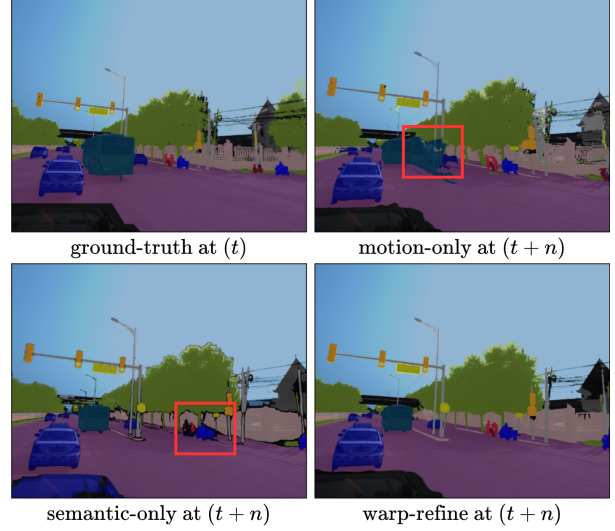 ground-truth at (t)
motion-only at (t + n)
semantic-only at (t + n)
warp-refine at (t + n)